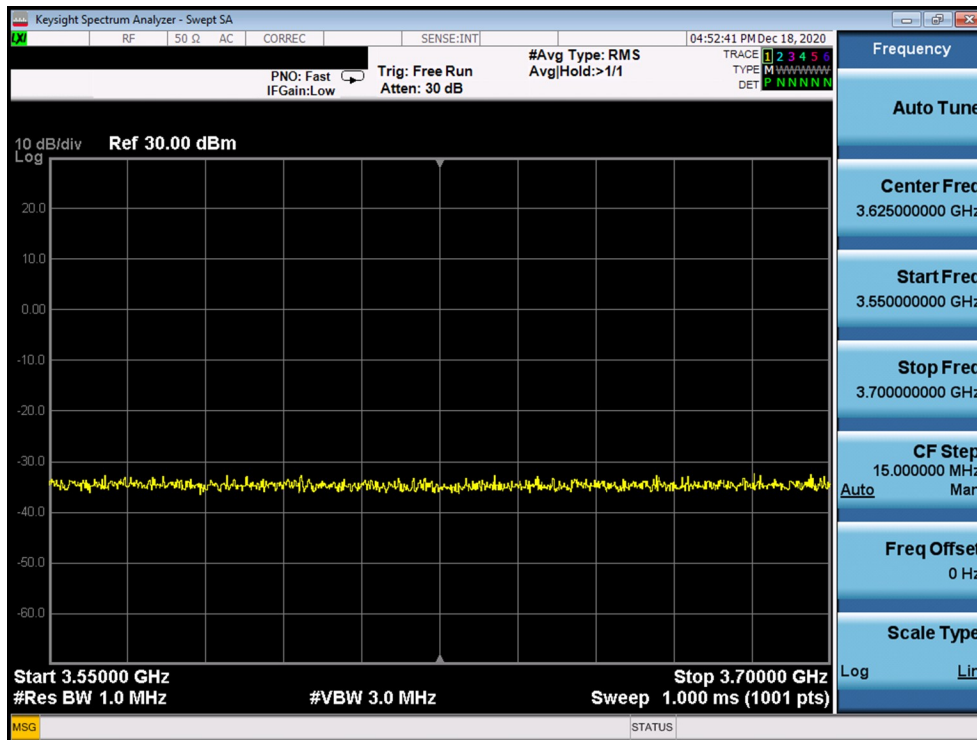 Keysight Spectrum Analyzer - Swept SA
LXI
RF 50 Ω AC CORREC SENSE:INT 04:52:41 PM Dec 18, 2020
PNO: Fast
IFGain:Low
Trig: Free Run
Atten: 30 dB
#Avg Type: RMS
Avg|Hold:>1/1
TRACE 1 2 3 4 5 6
TYPE M WWWWW
DET P N N N N N
10 dB/div
Log
Ref 30.00 dBm
20.0
10.0
0.00
-10.0
-20.0
-30.0
-40.0
-50.0
-60.0
Start 3.55000 GHz
Stop 3.70000 GHz
#Res BW 1.0 MHz
#VBW 3.0 MHz
Sweep 1.000 ms (1001 pts)
MSG
STATUS
Frequency
Auto Tune
Center Freq
3.625000000 GHz
Start Freq
3.550000000 GHz
Stop Freq
3.700000000 GHz
CF Step
15.000000 MHz
Auto Man
Freq Offset
0 Hz
Scale Type
Log Lin